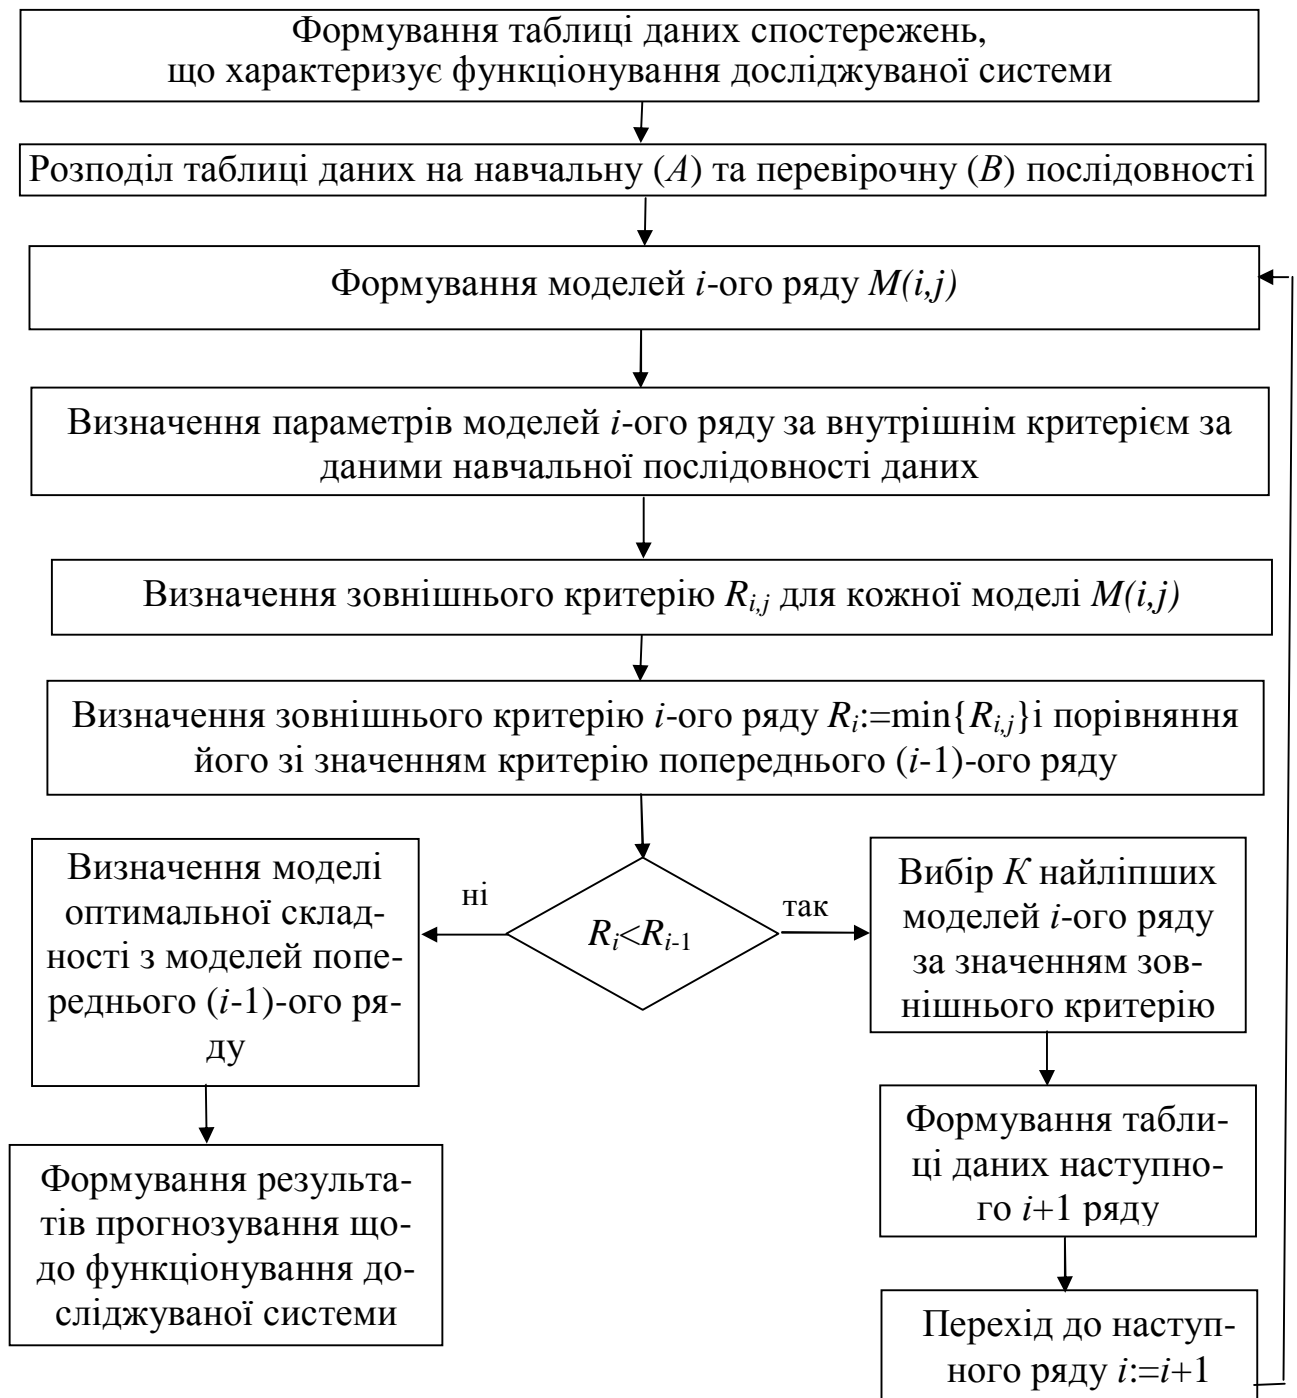 Формування таблиці даних спостережень,
що характеризує функціонування досліджуваної системи
Розподіл таблиці даних на навчальну (A) та перевірочну (B) послідовності
Формування моделей i-ого ряду M(i,j)
Визначення параметрів моделей i-ого ряду за внутрішнім критерієм за
даними навчальної послідовності даних
Визначення зовнішнього критерію Ri,j для кожної моделі M(i,j)
Визначення зовнішнього критерію i-ого ряду Ri:=min{Ri,j}і порівняння
його зі значенням критерію попереднього (i-1)-ого ряду
Ri<Ri-1
ні
Визначення моделі
оптимальної склад-
ності з моделей попе-
реднього (i-1)-ого ря-
ду
Формування результа-
тів прогнозування що-
до функціонування до-
сліджуваної системи
так
Вибір K найліпших
моделей i-ого ряду
за значенням зов-
нішнього критерію
Формування табли-
ці даних наступно-
го i+1 ряду
Перехід до наступ-
ного ряду i:=i+1